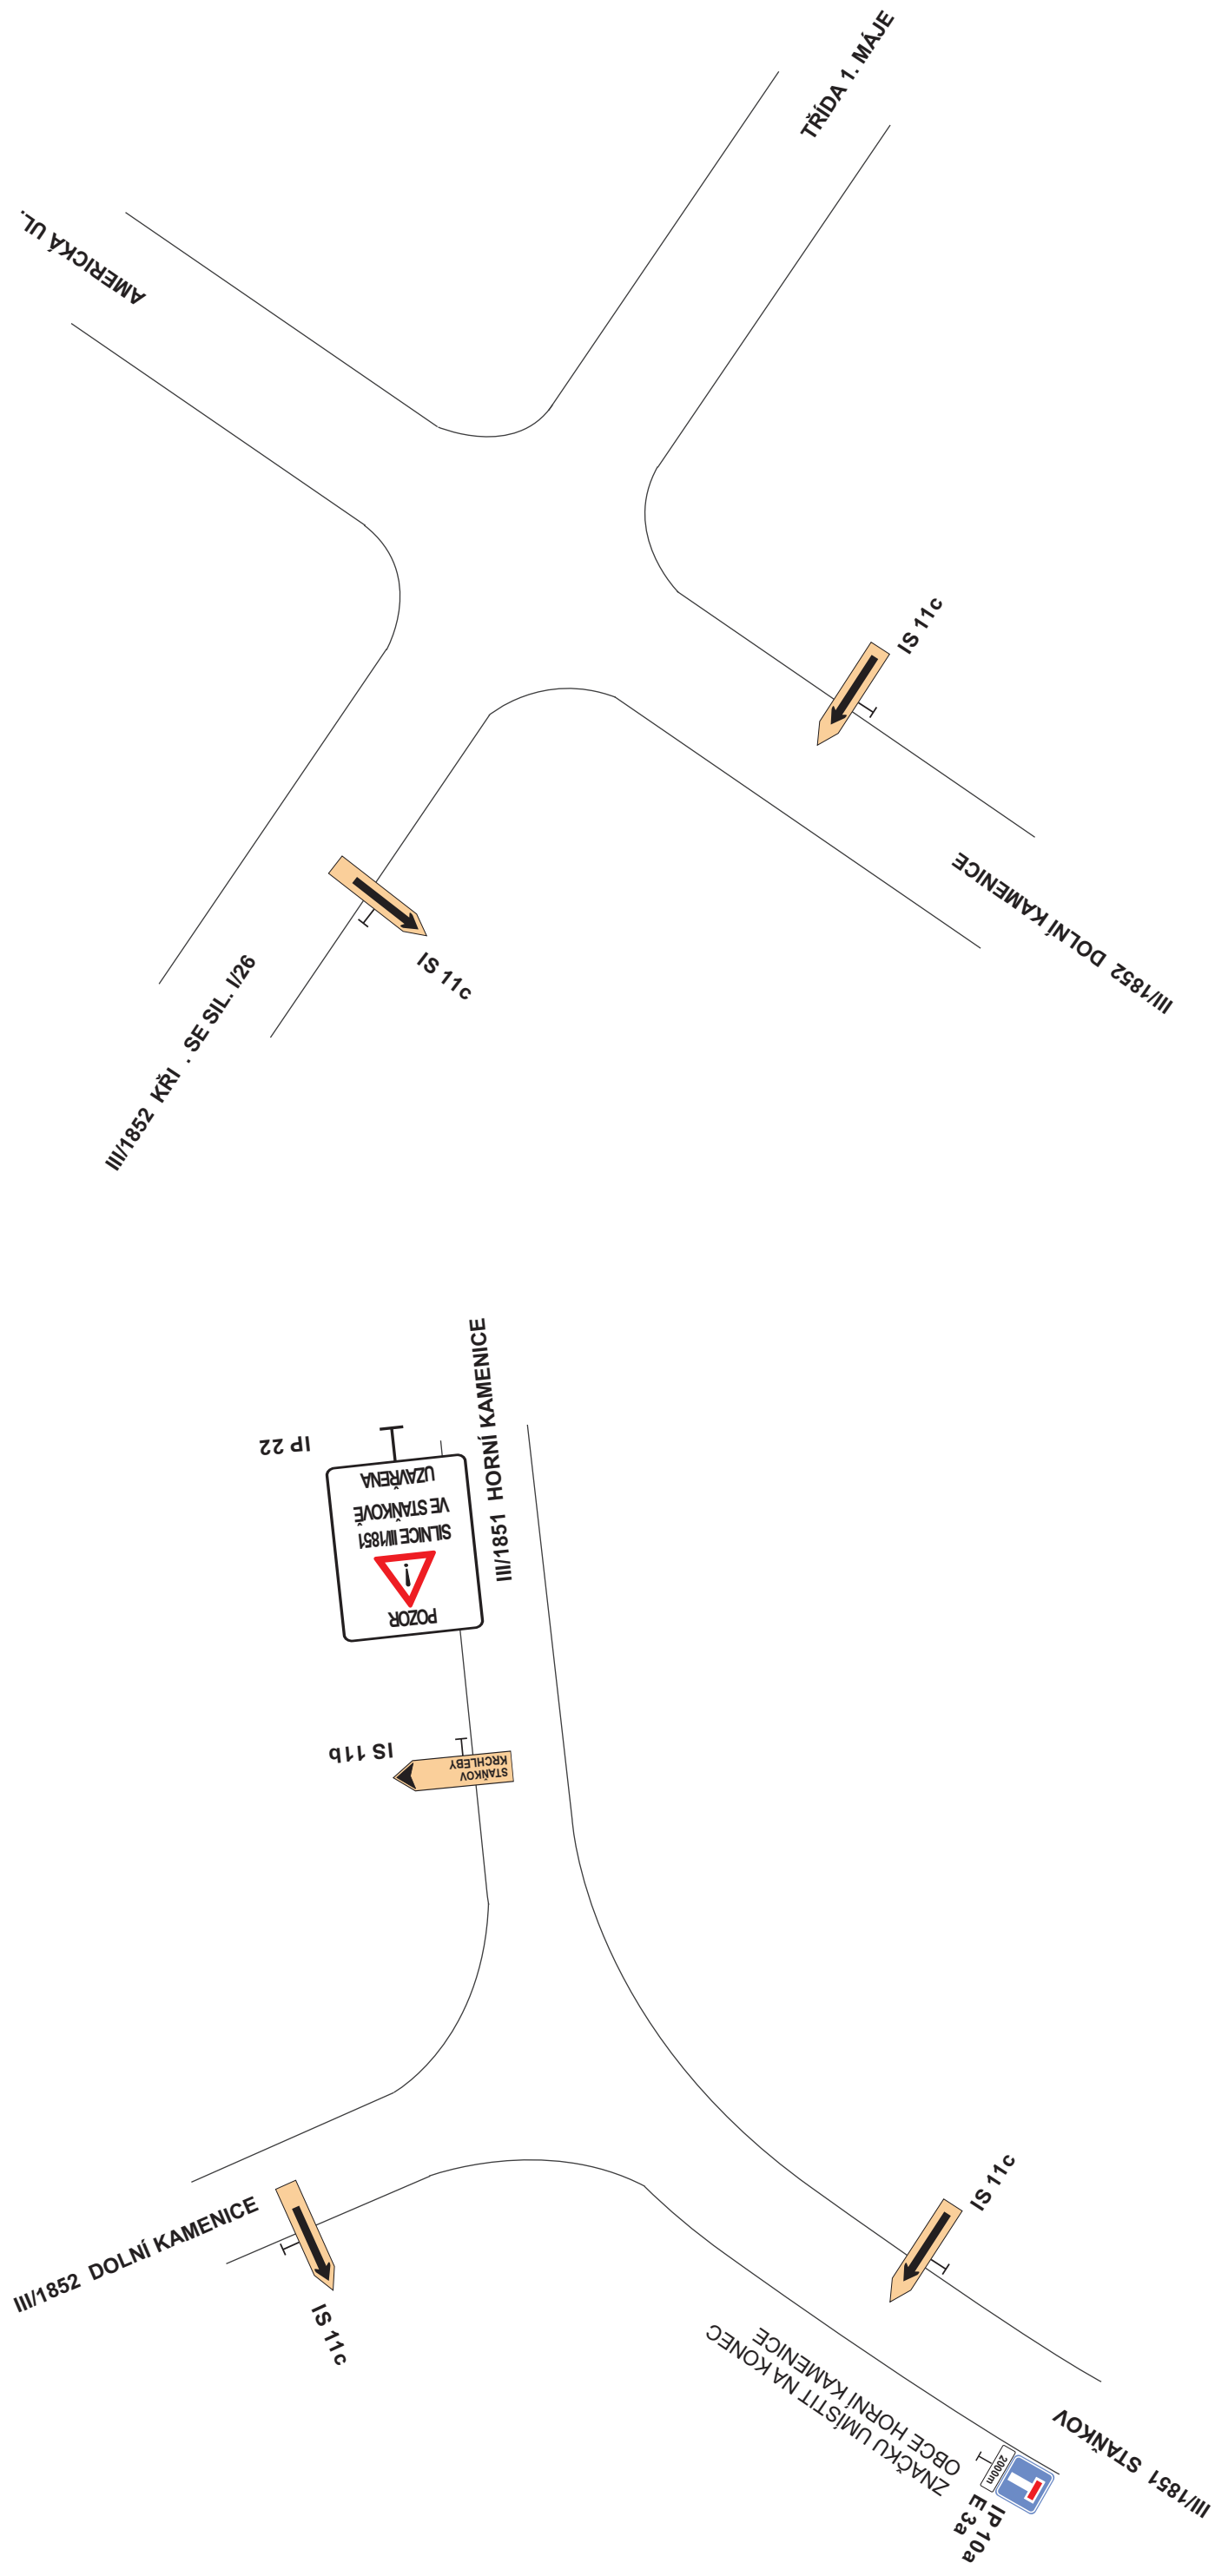 TŘÍDA 1. MÁJE
AMERICKÁ UL.
IS 11c
III/1852 DOLNÍ KAMENICE
IS 11c
III/1852 KŘI . SE SIL. I/26
III/1851 HORNÍ KAMENICE
IP 22
POZOR
!
SILNICE III/1851
VE STAŇKOVĚ
UZAVŘENA
IS 11b
STAŇKOV
KRCHLEBY
III/1852 DOLNÍ KAMENICE
IS 11c
IS 11c
ZNAČKU UMÍSTIT NA KONEC
OBCE HORNÍ KAMENICE
2000m
IP 10a
E 3a
III/1851 STAŇKOV